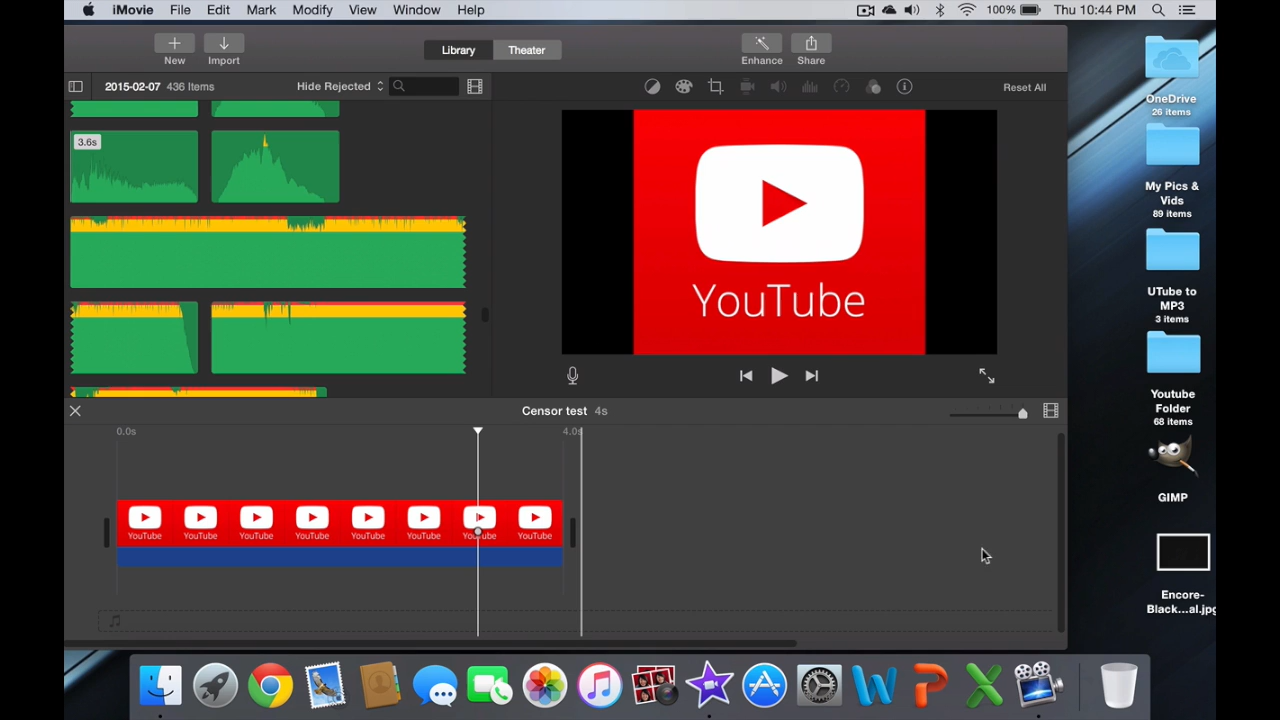 iMovie File Edit Mark Modify View Window Help 100% Thu 10:44 PM
New Import Library Theater Enhance Share
2015-02-07 436 Items Hide Rejected Reset All
3.6s
YouTube
Censor test 4s
0.0s 4.0s
YouTube YouTube YouTube YouTube YouTube YouTube YouTube YouTube
OneDrive
26 items
My Pics &
Vids
89 items
UTube to
MP3
3 items
Youtube
Folder
68 items
GIMP
Encore-
Black...al.jpg